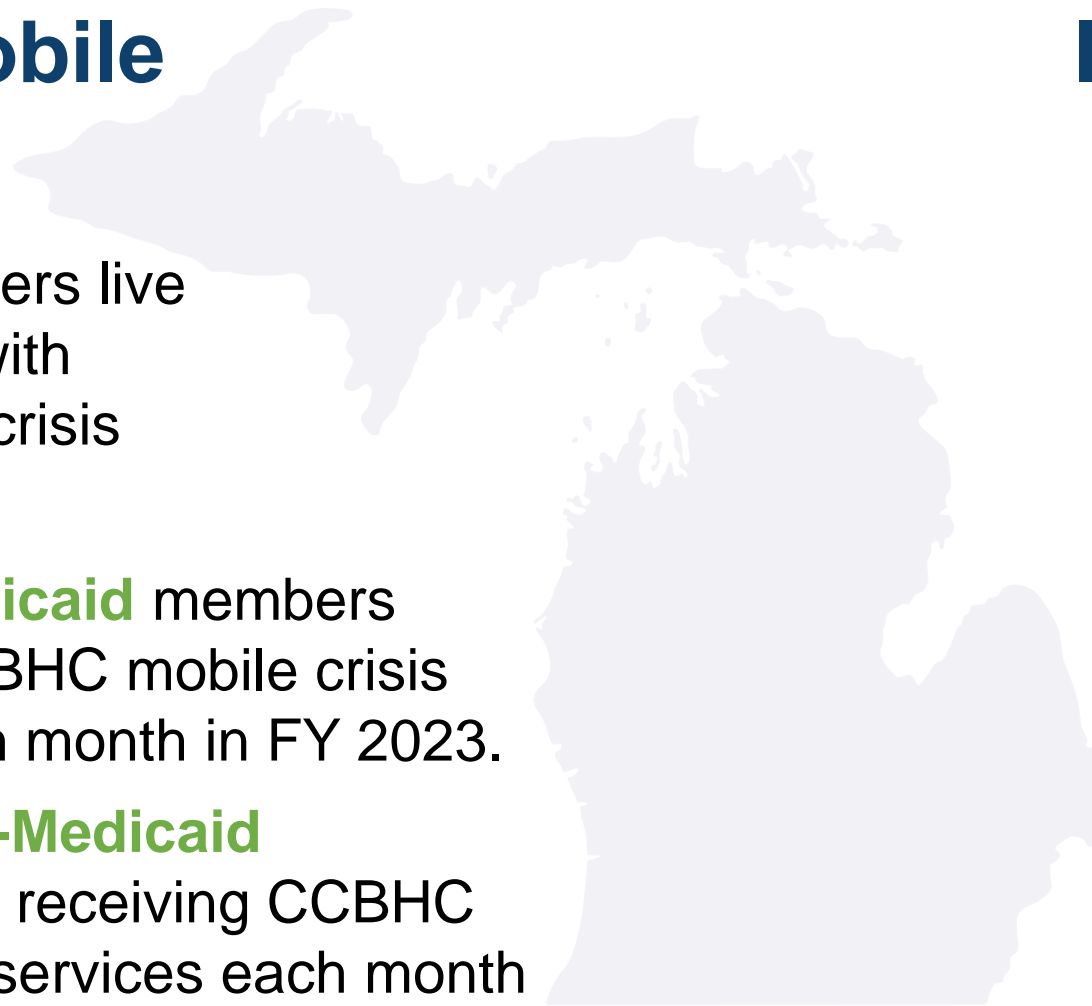 obile
ers live
with
crisis
icaid members
BHC mobile crisis
month in FY 2023.
-Medicaid
receiving CCBHC
services each month